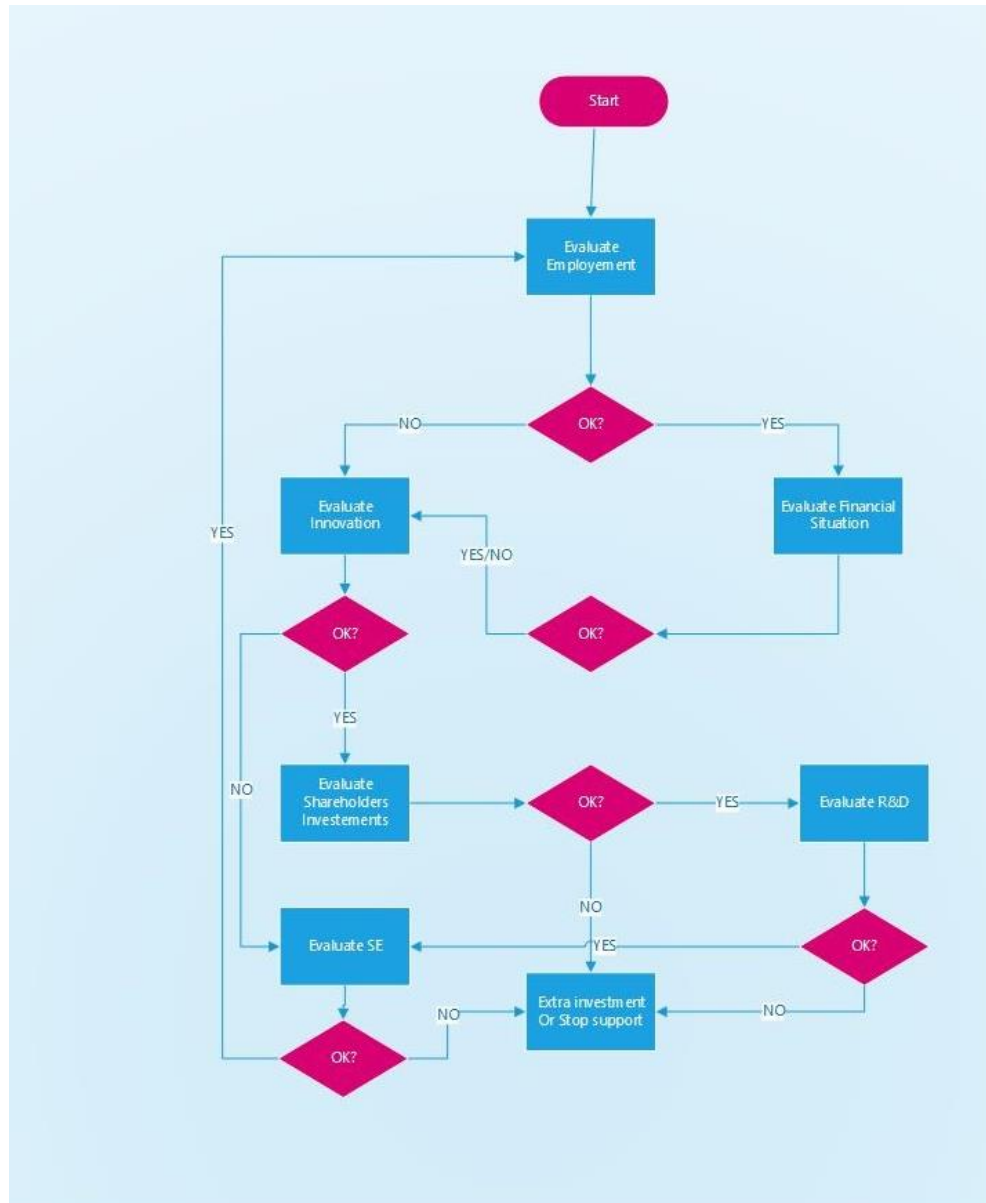 Start
Evaluate
Employement
OK?
NO
YES
Evaluate
Innovation
Evaluate Financial
Situation
YES
YES/NO
OK?
OK?
YES
NO
Evaluate
Shareholders
Investements
OK?
YES
Evaluate R&D
NO
Evaluate SE
YES
OK?
Extra investment
Or Stop support
NO
NO
OK?